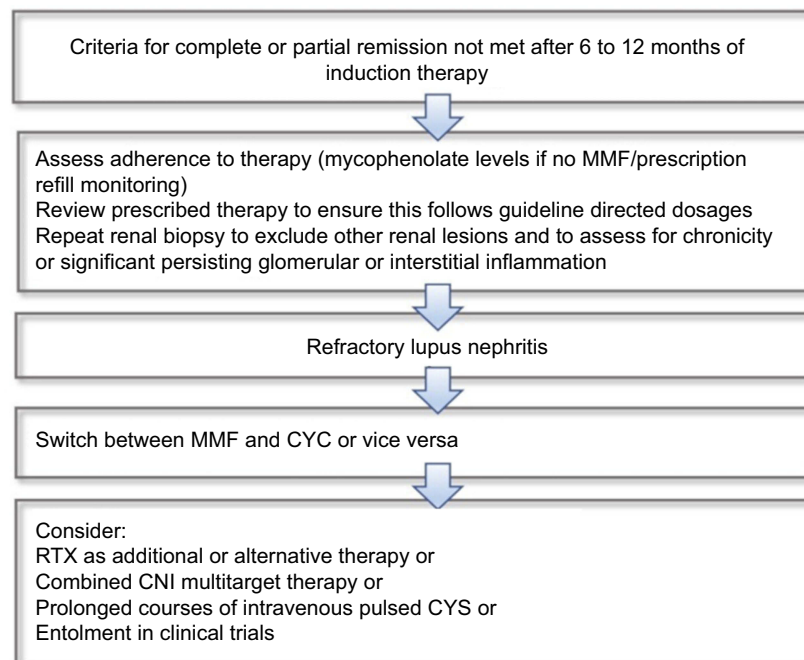 Criteria for complete or partial remission not met after 6 to 12 months of
induction therapy
Assess adherence to therapy (mycophenolate levels if no MMF/prescription
refill monitoring)
Review prescribed therapy to ensure this follows guideline directed dosages
Repeat renal biopsy to exclude other renal lesions and to assess for chronicity
or significant persisting glomerular or interstitial inflammation
Refractory lupus nephritis
Switch between MMF and CYC or vice versa
Consider:
RTX as additional or alternative therapy or
Combined CNI multitarget therapy or
Prolonged courses of intravenous pulsed CYS or
Entolment in clinical trials